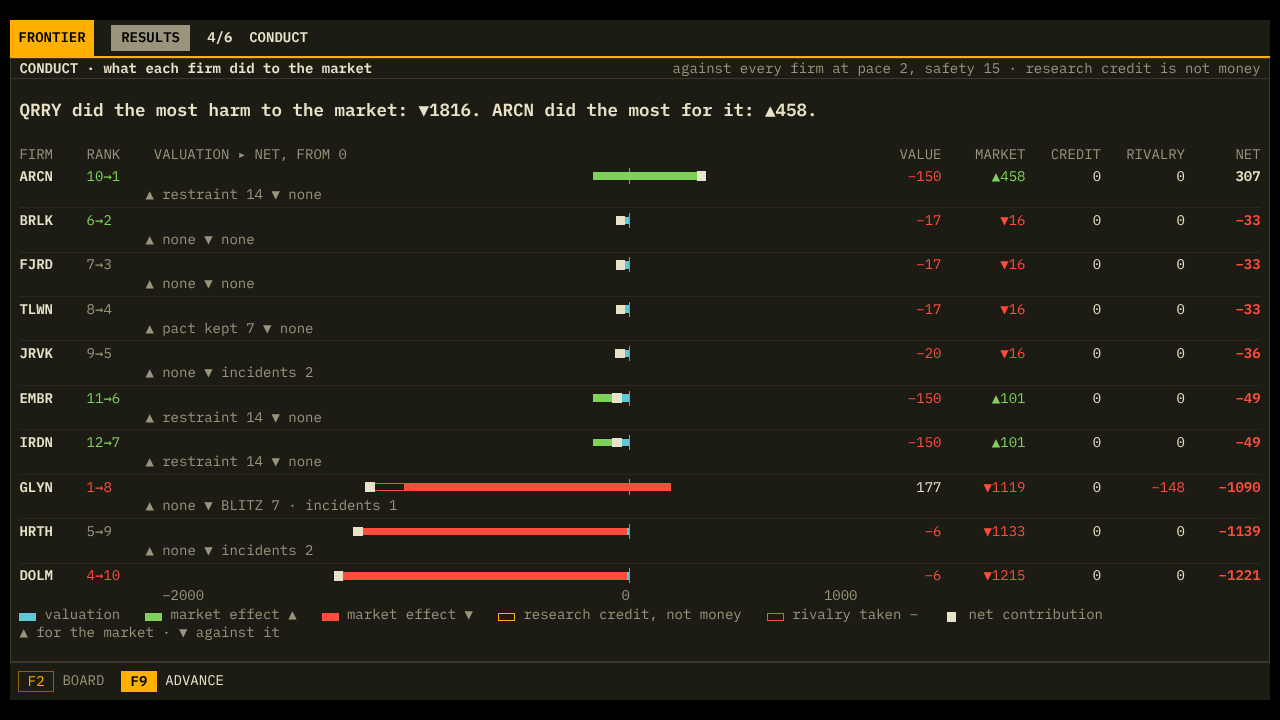 FRONTIER RESULTS 4/6 CONDUCT
CONDUCT · what each firm did to the market against every firm at pace 2, safety 15 · research credit is not money
QRRY did the most harm to the market: ▼1816. ARCN did the most for it: ▲458.
FIRM RANK VALUATION ▸ NET, FROM 0 VALUE MARKET CREDIT RIVALRY NET
ARCN 10→1 −150 ▲458 0 0 307
▲ restraint 14 ▼ none
BRLK 6→2 −17 ▼16 0 0 −33
▲ none ▼ none
FJRD 7→3 −17 ▼16 0 0 −33
▲ none ▼ none
TLWN 8→4 −17 ▼16 0 0 −33
▲ pact kept 7 ▼ none
JRVK 9→5 −20 ▼16 0 0 −36
▲ none ▼ incidents 2
EMBR 11→6 −150 ▲101 0 0 −49
▲ restraint 14 ▼ none
IRDN 12→7 −150 ▲101 0 0 −49
▲ restraint 14 ▼ none
GLYN 1→8 177 ▼1119 0 −148 −1090
▲ none ▼ BLITZ 7 · incidents 1
HRTH 5→9 −6 ▼1133 0 0 −1139
▲ none ▼ incidents 2
DOLM 4→10 −6 ▼1215 0 0 −1221
−2000 0 1000
valuation market effect ▲ market effect ▼ research credit, not money rivalry taken − net contribution
▲ for the market · ▼ against it
F2 BOARD F9 ADVANCE